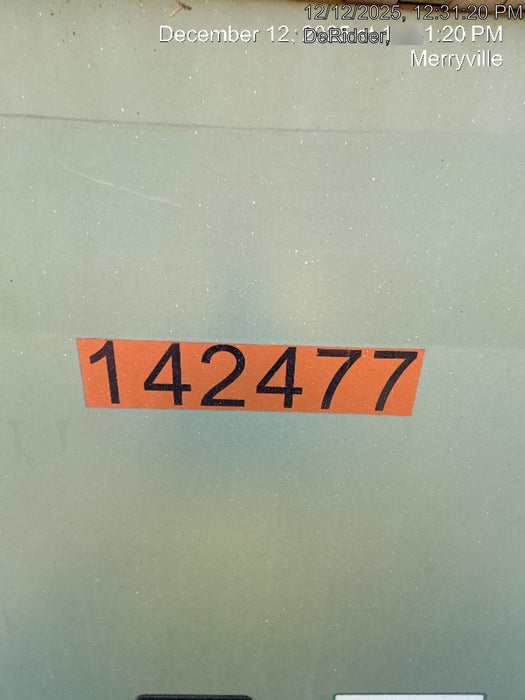 12/12/2025, 12:31:20 PM
December 12, 1:20 PM
DeRidder,
Merryville
142477